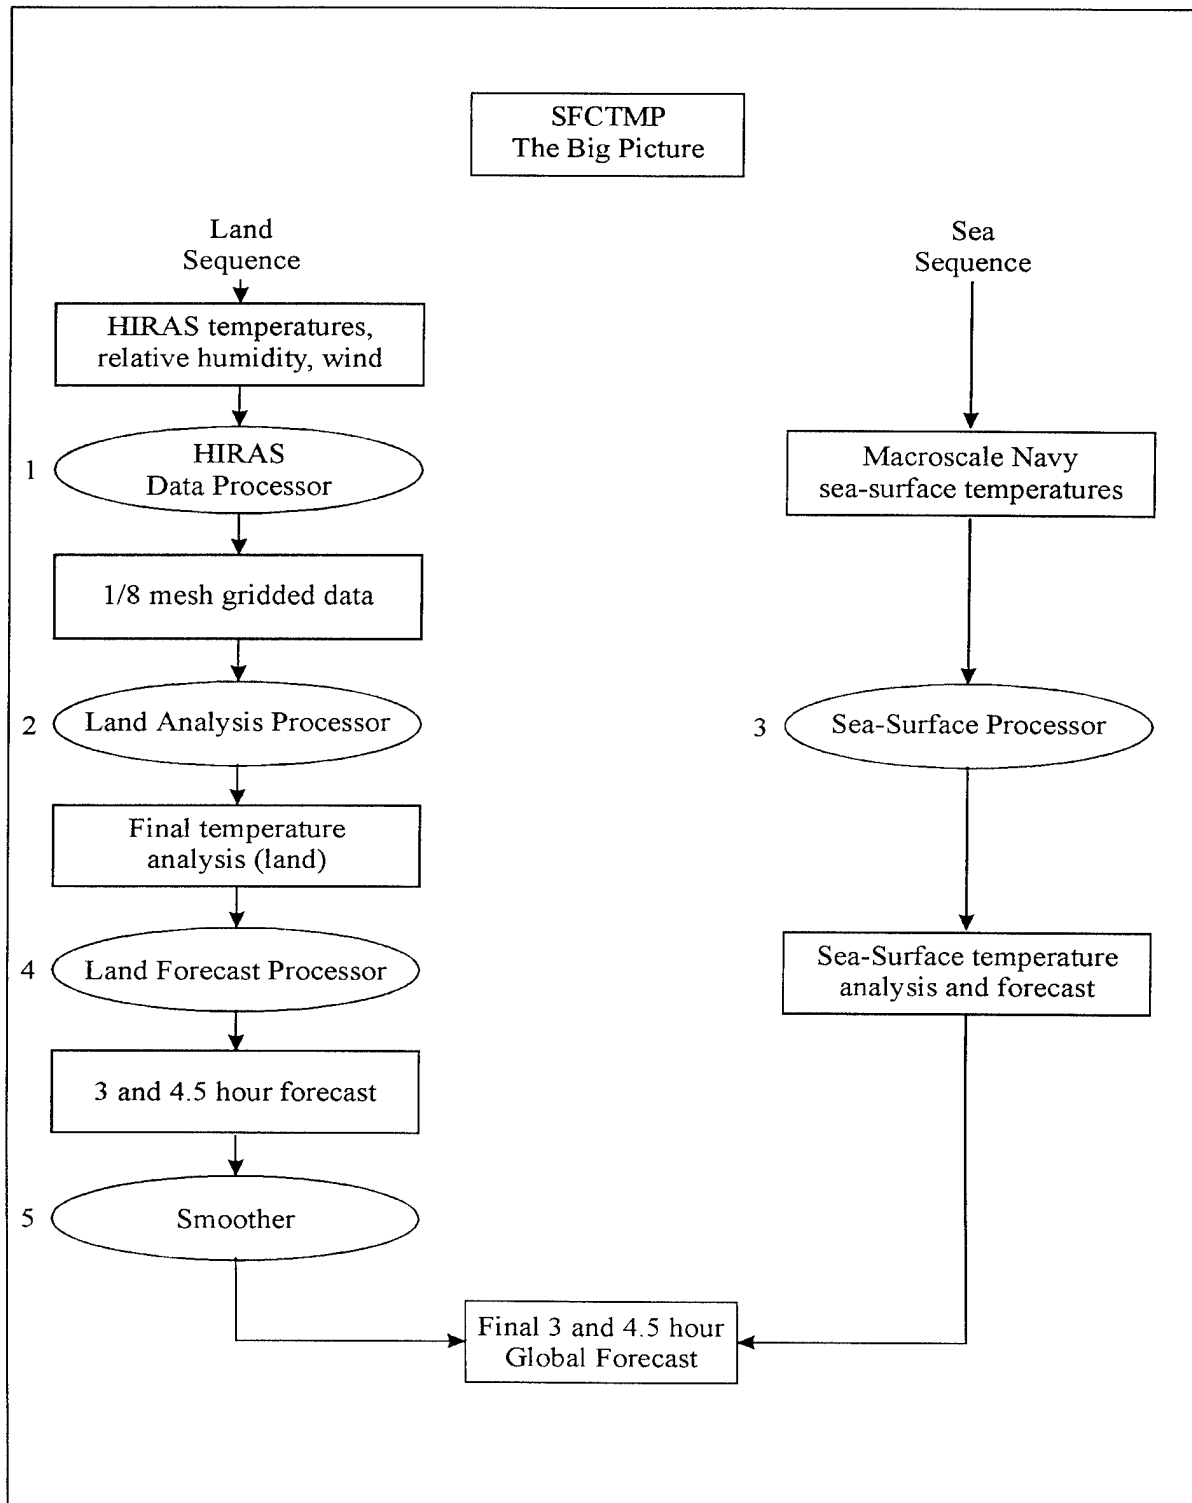 SFCTMP
The Big Picture
Land
Sequence
HIRAS temperatures,
relative humidity, wind
1
HIRAS
Data Processor
1/8 mesh gridded data
2
Land Analysis Processor
Final temperature
analysis (land)
4
Land Forecast Processor
3 and 4.5 hour forecast
5
Smoother
Sea
Sequence
Macroscale Navy
sea-surface temperatures
3
Sea-Surface Processor
Sea-Surface temperature
analysis and forecast
Final 3 and 4.5 hour
Global Forecast